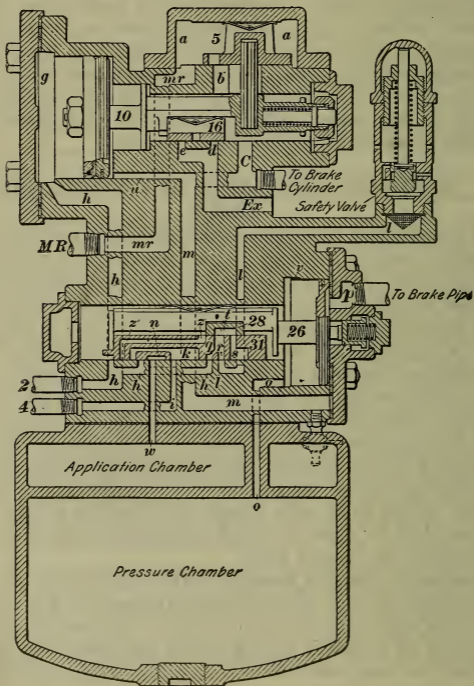 a
5
a
g
mr
b
10
16
e
d
C
To Brake
Cylinder
h
u
Ex
Safety Valve
MR
mr
m
l
l
h
v
p
To Brake Pipe
z
n
z
t
28
26
q
r
31
k
s
2
h
h
h
l
o
4
i
m
w
Application Chamber
o
Pressure Chamber